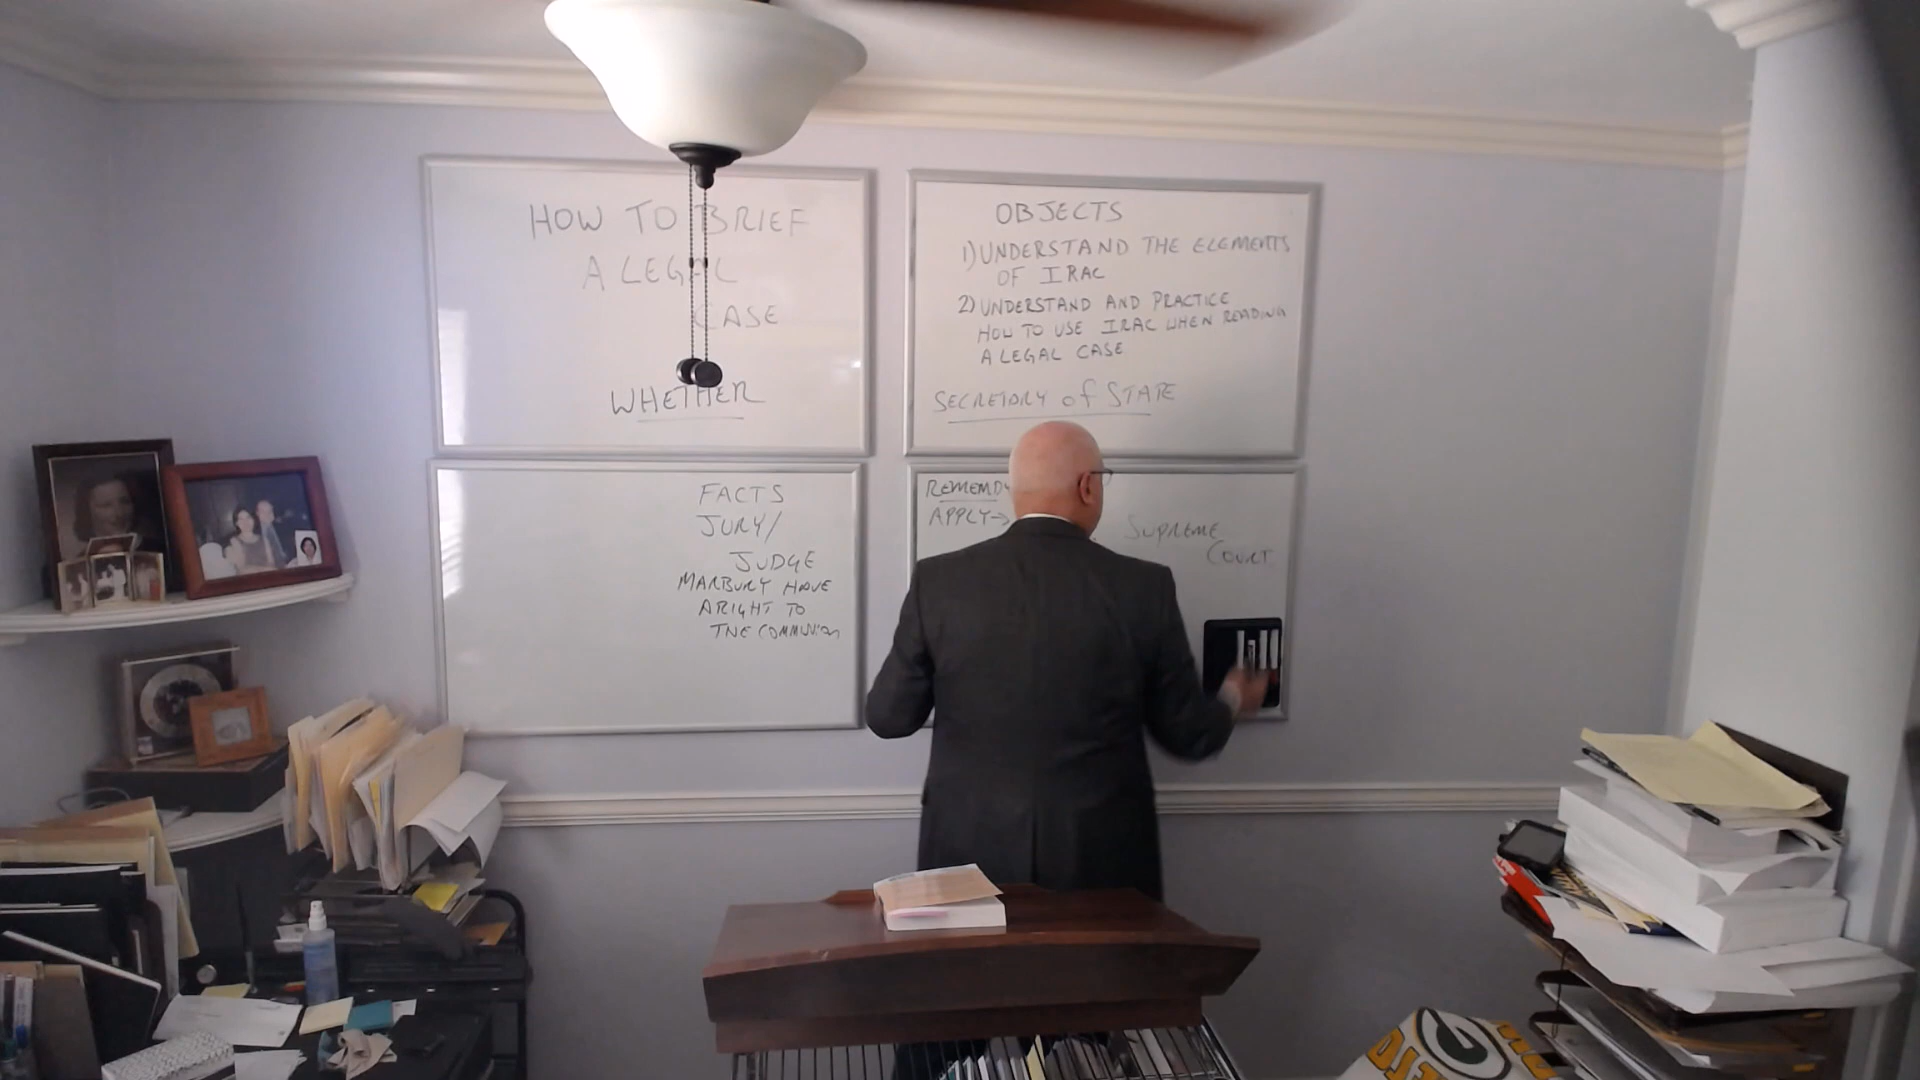 HOW TO BRIEF
A LEGAL
CASE
WHETHER
OBJECTS
1) UNDERSTAND THE ELEMENTS
OF IRAC
2) UNDERSTAND AND PRACTICE
HOW TO USE IRAC WHEN READING
A LEGAL CASE
SECRETORY of STATE
FACTS
JURY/
JUDGE
MARBURY HAVE
A RIGHT TO
THE
REMEMDY
APPLY→
SUPREME
COURT
G